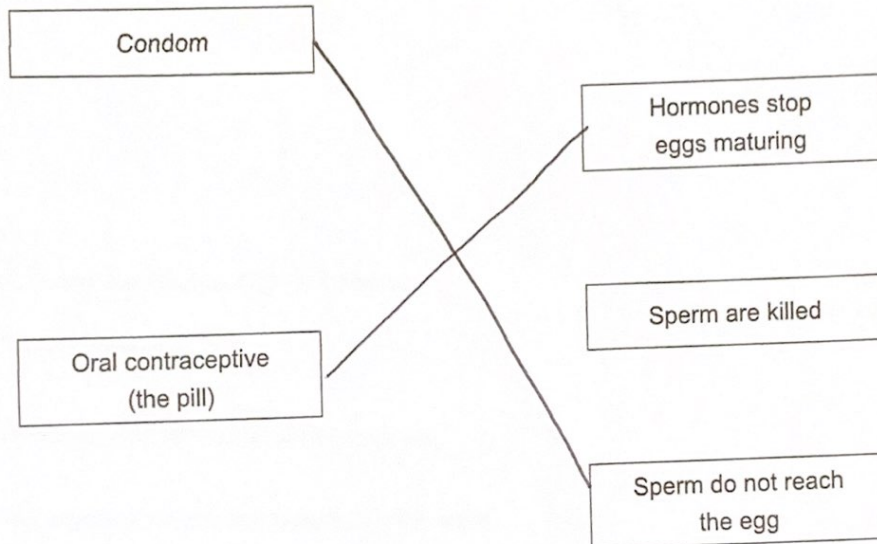 Condom
Hormones stop
eggs maturing
Sperm are killed
Oral contraceptive
(the pill)
Sperm do not reach
the egg